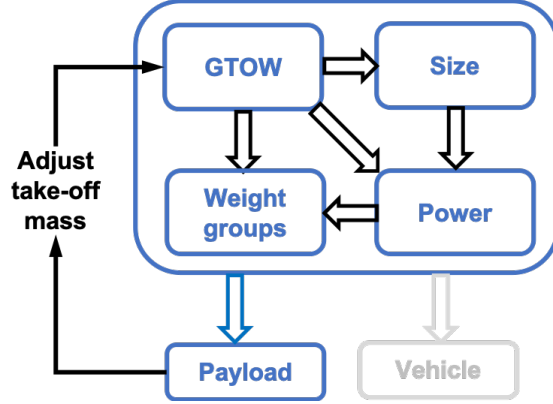 GTOW
Size
Adjust
take-off
mass
Weight
groups
Power
Payload
Vehicle